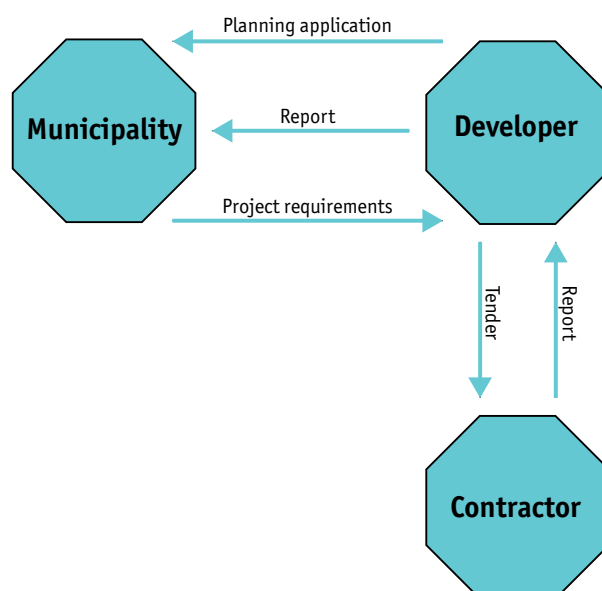 Planning application
Municipality
Report
Developer
Project requirements
Tender
Report
Contractor